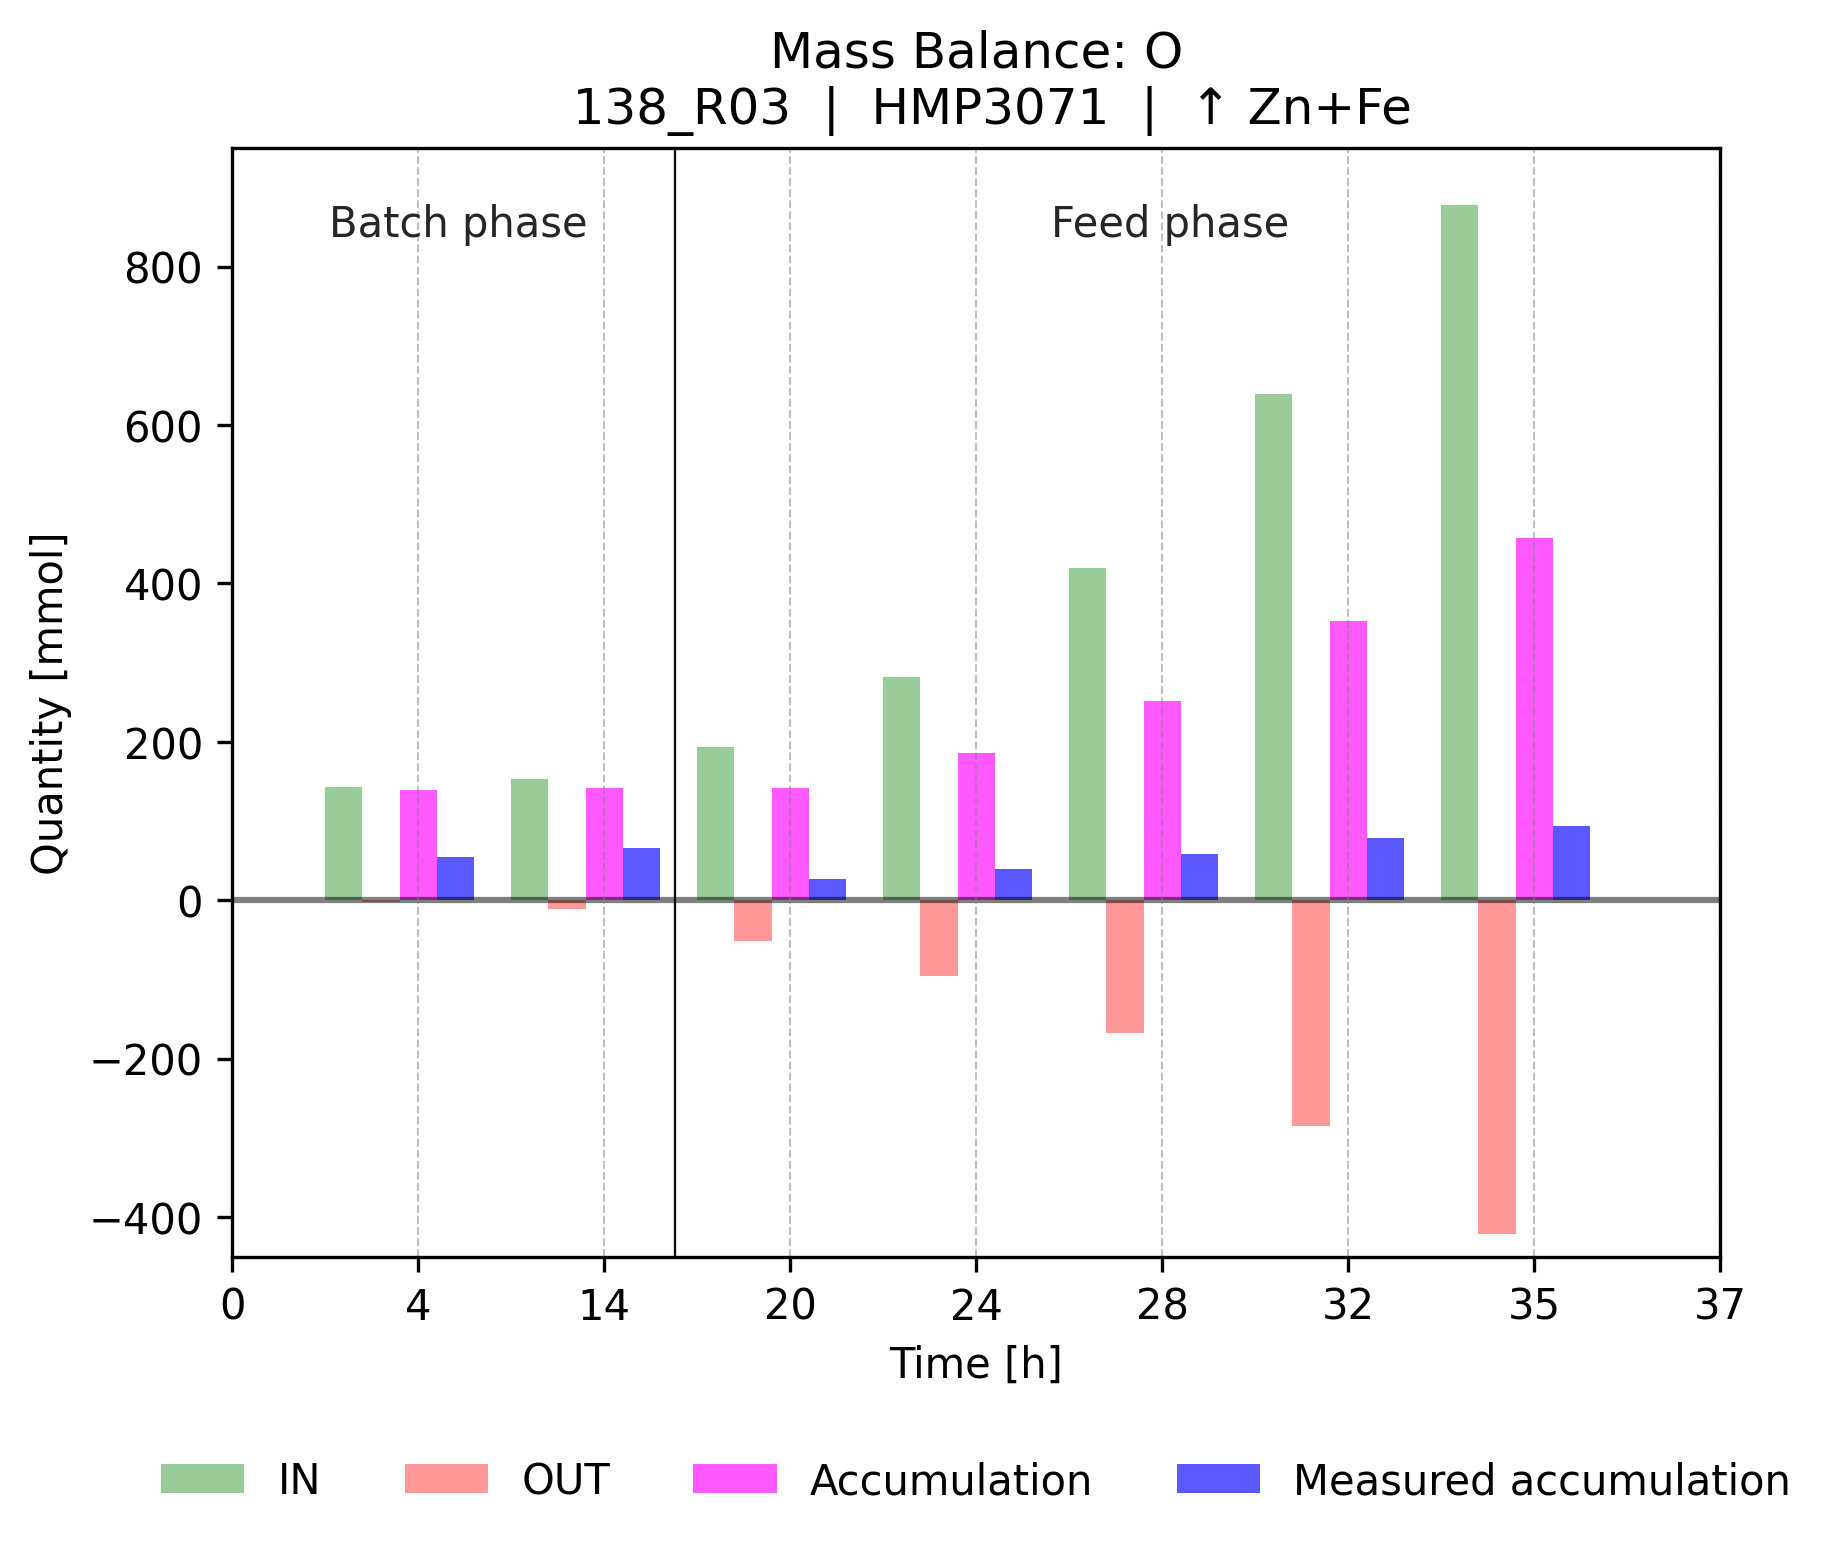 Mass Balance: O
138_R03 | HMP3071 | ↑ Zn+Fe
Batch phase
Feed phase
800
600
400
200
0
−200
−400
Quantity [mmol]
0 4 14 20 24 28 32 35 37
Time [h]
IN OUT Accumulation Measured accumulation